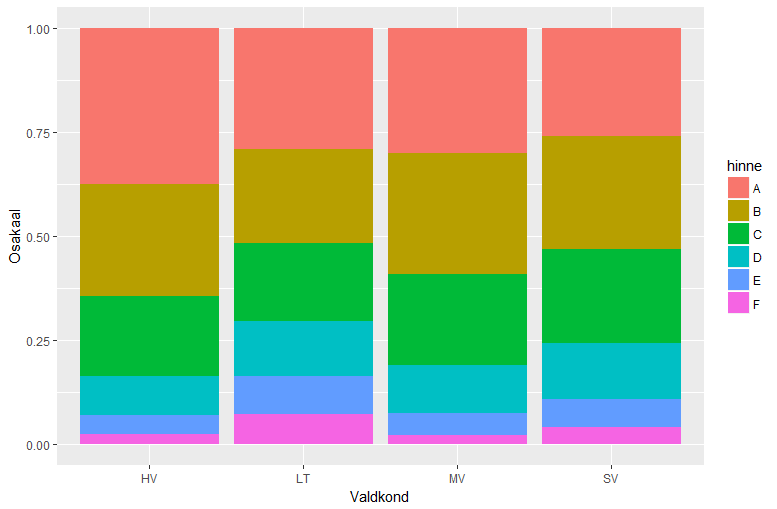 Osakaal
1.00
0.75
0.50
0.25
0.00
HV
LT
MV
SV
Valdkond
hinne
A
B
C
D
E
F